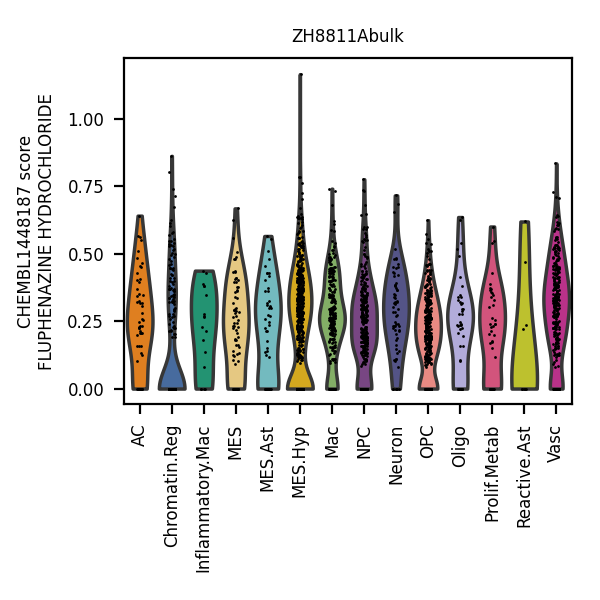 ZH8811Abulk
CHEMBL1448187 score
FLUPHENAZINE HYDROCHLORIDE
1.00
0.75
0.50
0.25
0.00
AC
Chromatin.Reg
Inflammatory.Mac
MES
MES.Ast
MES.Hyp
Mac
NPC
Neuron
OPC
Oligo
Prolif.Metab
Reactive.Ast
Vasc